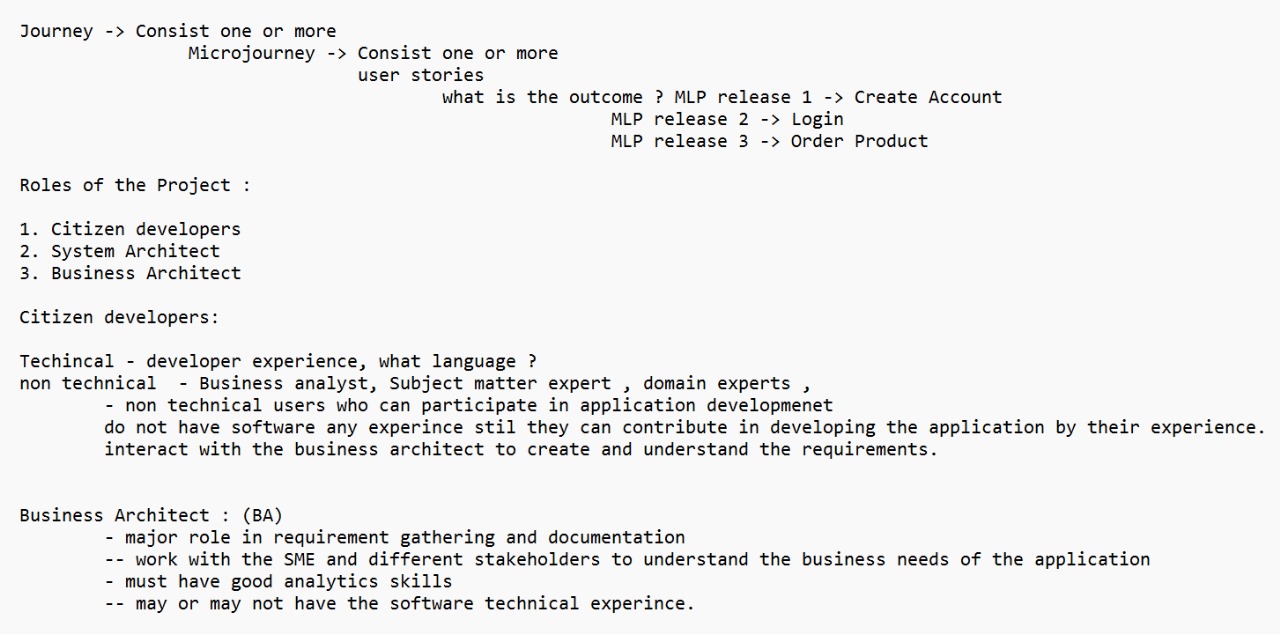 Journey -> Consist one or more
Microjourney -> Consist one or more
user stories
what is the outcome ? MLP release 1 -> Create Account
MLP release 2 -> Login
MLP release 3 -> Order Product
Roles of the Project :
1. Citizen developers
2. System Architect
3. Business Architect
Citizen developers:
Techincal - developer experience, what language ?
non technical  - Business analyst, Subject matter expert , domain experts ,
- non technical users who can participate in application developmenet
do not have software any experince stil they can contribute in developing the application by their experience.
interact with the business architect to create and understand the requirements.
Business Architect : (BA)
- major role in requirement gathering and documentation
-- work with the SME and different stakeholders to understand the business needs of the application
- must have good analytics skills
-- may or may not have the software technical experince.